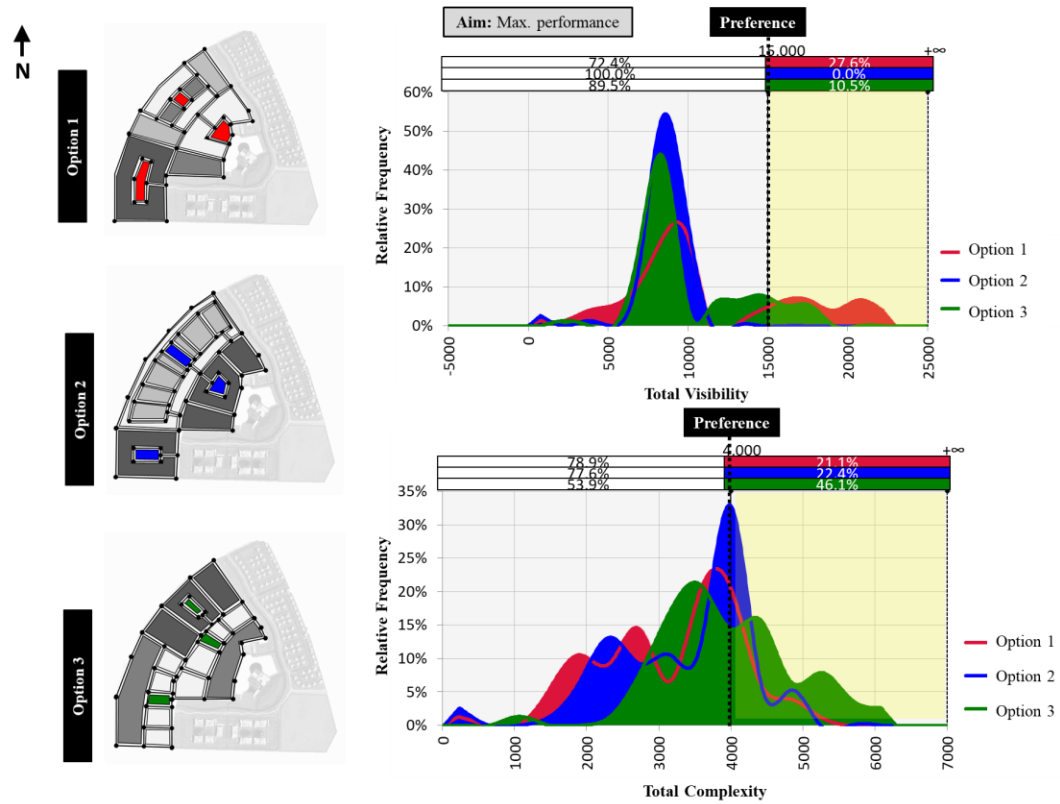 N
Option 1
Option 2
Option 3
Aim: Max. performance
Preference
15.000 +∞
72.4% 27.6%
100.0% 0.0%
89.5% 10.5%
60%
50%
40%
30%
20%
10%
0%
Relative Frequency
-5000 0 5000 10000 15000 20000 25000
Total Visibility
Option 1
Option 2
Option 3
Preference
4.000 +∞
78.9% 21.1%
77.6% 22.4%
53.9% 46.1%
35%
30%
25%
20%
15%
10%
5%
0%
Relative Frequency
0 1000 2000 3000 4000 5000 6000 7000
Total Complexity
Option 1
Option 2
Option 3